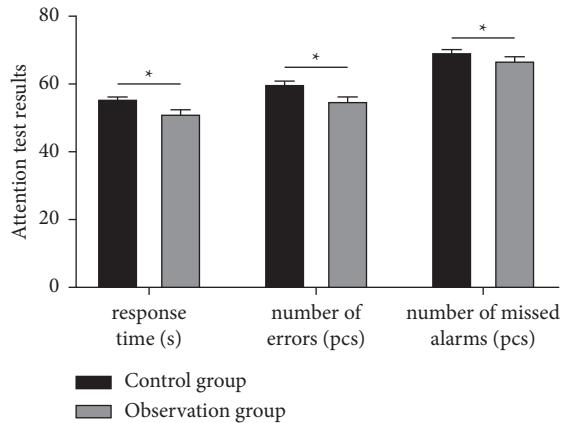 Attention test results
80
60
40
20
0
*
*
*
response
time (s)
number of
errors (pcs)
number of missed
alarms (pcs)
Control group
Observation group